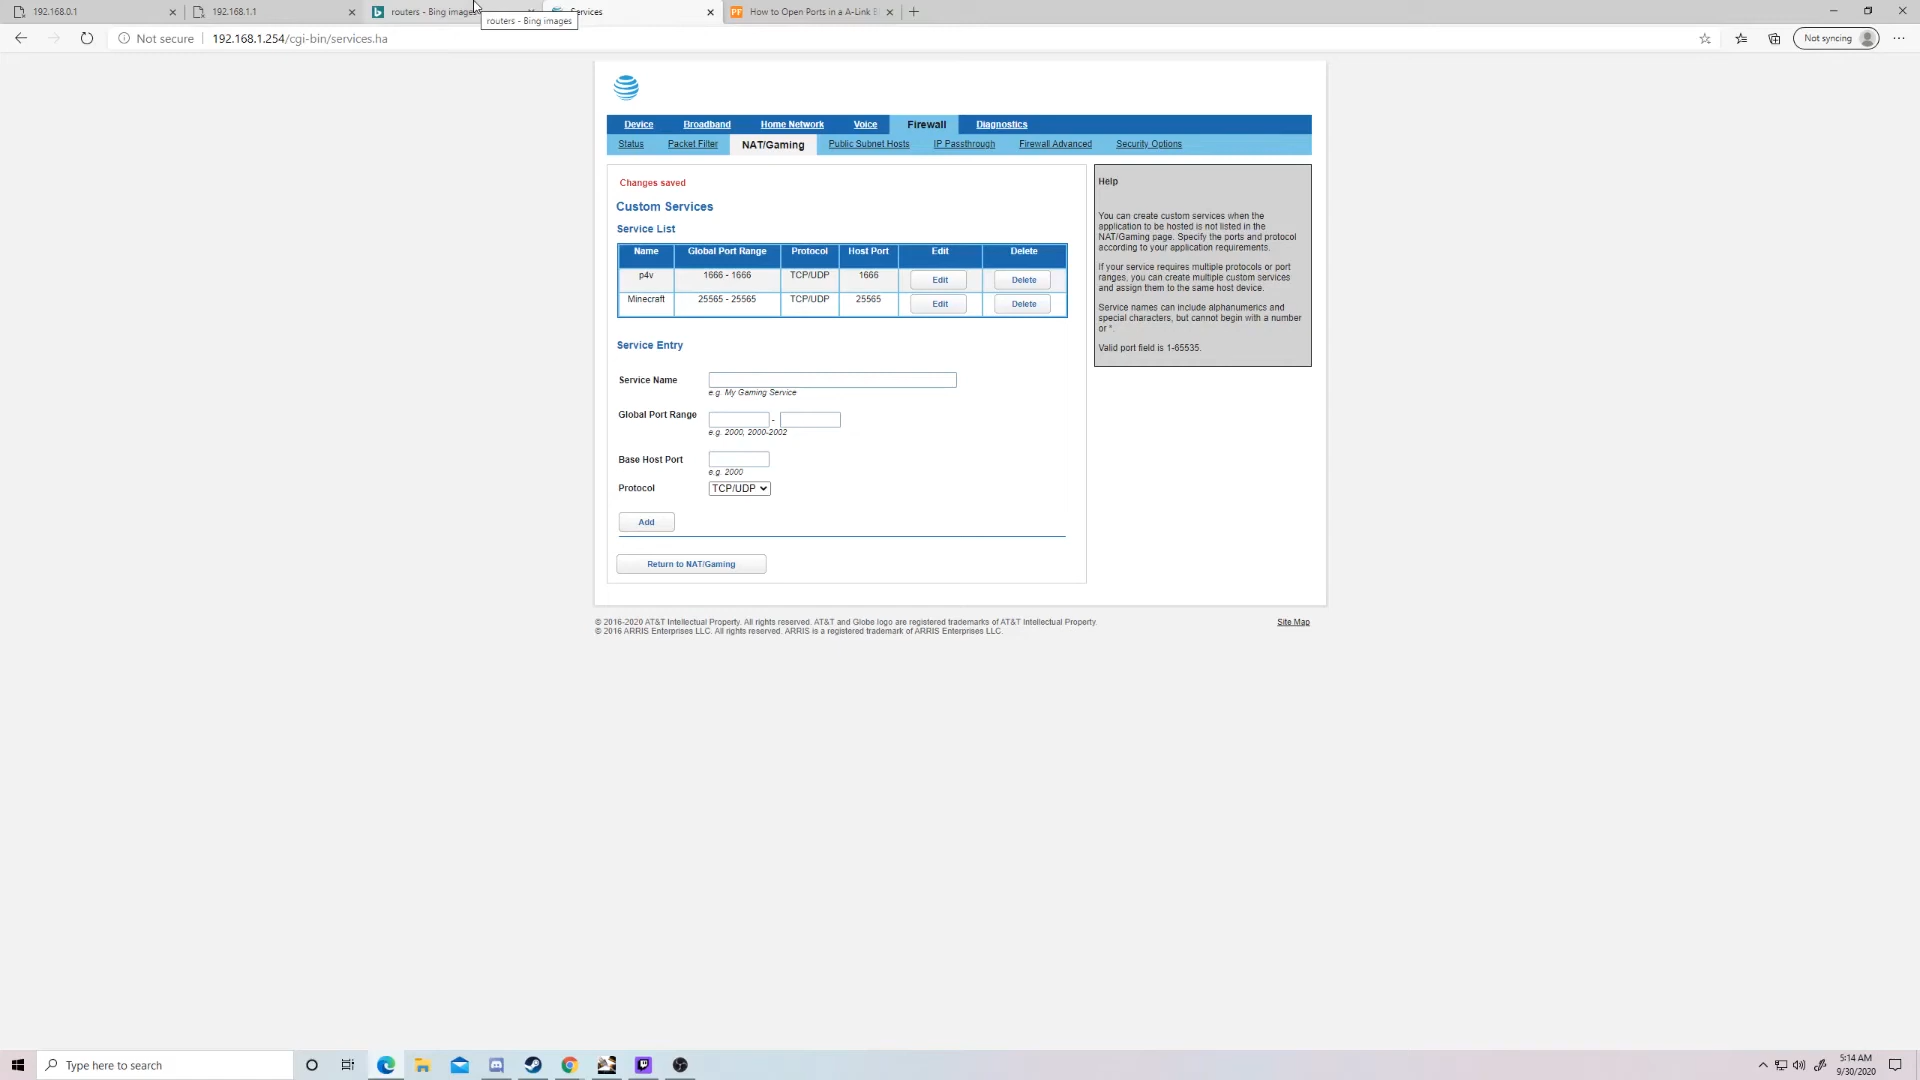 192.168.0.1
192.168.1.1
routers - Bing images
Services
How to Open Ports in a A-Link
routers - Bing images
Not secure
192.168.1.254/cgi-bin/services.ha
Not syncing
Device
Broadband
Home Network
Voice
Firewall
Diagnostics
Status
Packet Filter
NAT/Gaming
Public Subnet Hosts
IP Passthrough
Firewall Advanced
Security Options
Changes saved
Custom Services
Service List
Name Global Port Range Protocol Host Port Edit Delete
p4v 1666 - 1666 TCP/UDP 1666 Edit Delete
Minecraft 25565 - 25565 TCP/UDP 25565 Edit Delete
Service Entry
Service Name
e.g. My Gaming Service
Global Port Range -
e.g. 2000, 2000-2002
Base Host Port
e.g. 2000
Protocol TCP/UDP
Add
Return to NAT/Gaming
Help
You can create custom services when the
application to be hosted is not listed in the
NAT/Gaming page. Specify the ports and protocol
according to your application requirements.
If your service requires multiple protocols or port
ranges, you can create multiple custom services
and assign them to the same host device.
Service names can include alphanumerics and
special characters, but cannot begin with a number
or *.
Valid port field is 1-65535.
© 2016-2020 AT&T Intellectual Property. All rights reserved. AT&T and Globe logo are registered trademarks of AT&T Intellectual Property.
© 2016 ARRIS Enterprises LLC. All rights reserved. ARRIS is a registered trademark of ARRIS Enterprises LLC.
Site Map
Type here to search
5:14 AM
9/30/2020